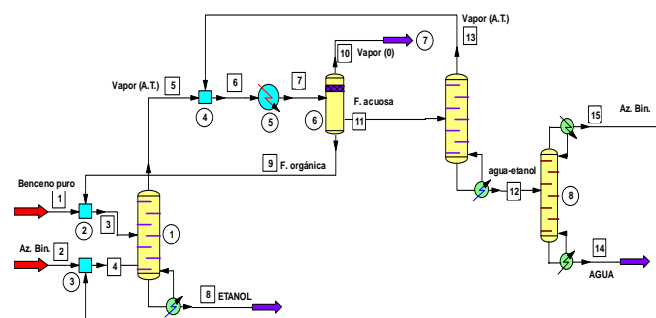 Vapor (A.T.)
13
10
Vapor (0)
7
Vapor (A.T.)
5
6
7
4
5
6
F. acuosa
11
15
Az. Bin.
9
F. orgánica
agua-etanol
12
8
Benceno puro
1
2
3
1
Az. Bin.
2
3
4
14
AGUA
8
ETANOL